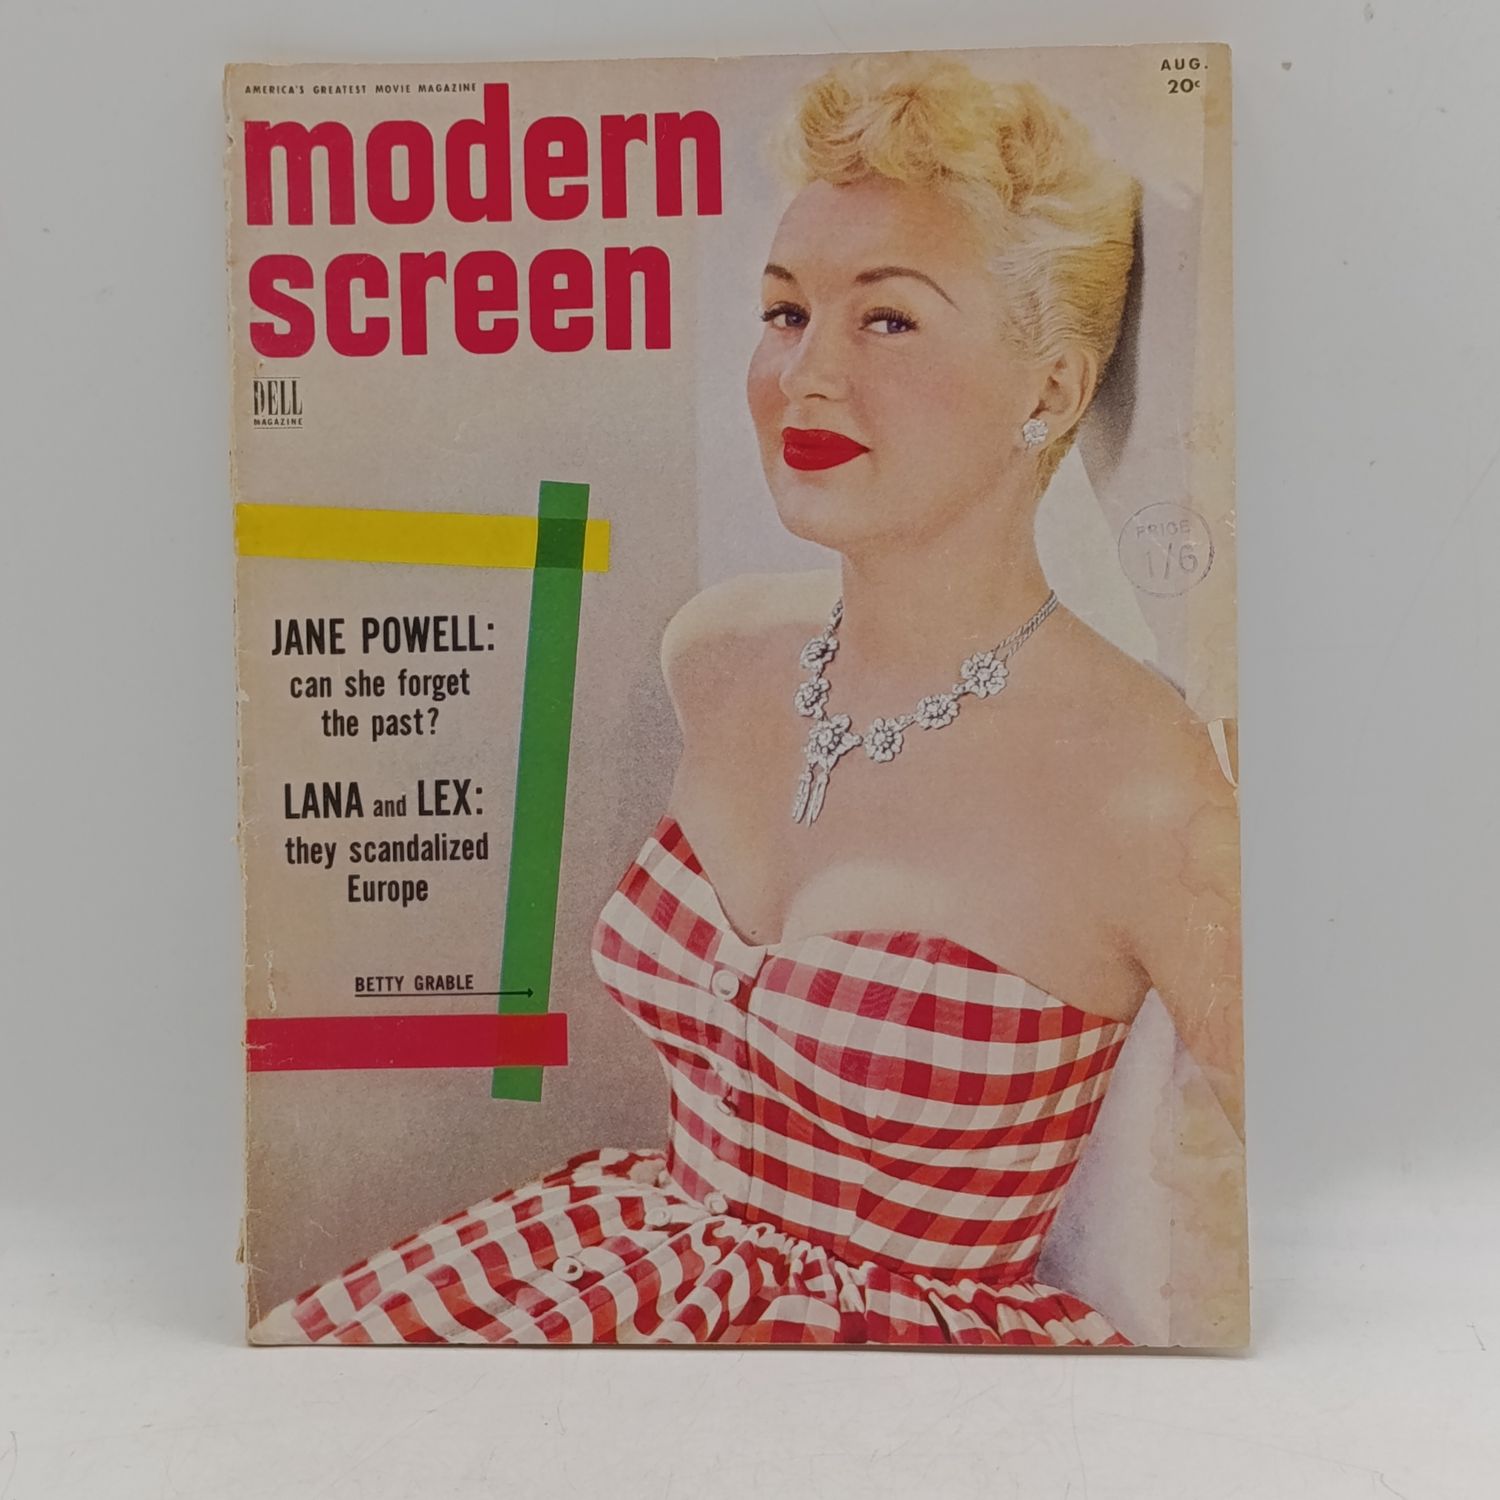 AMERICA'S GREATEST MOVIE MAGAZINE
AUG.
20c
modern
screen
DELL
MAGAZINE
PRICE
1/6
JANE POWELL:
can she forget
the past?
LANA and LEX:
they scandalized
Europe
BETTY GRABLE